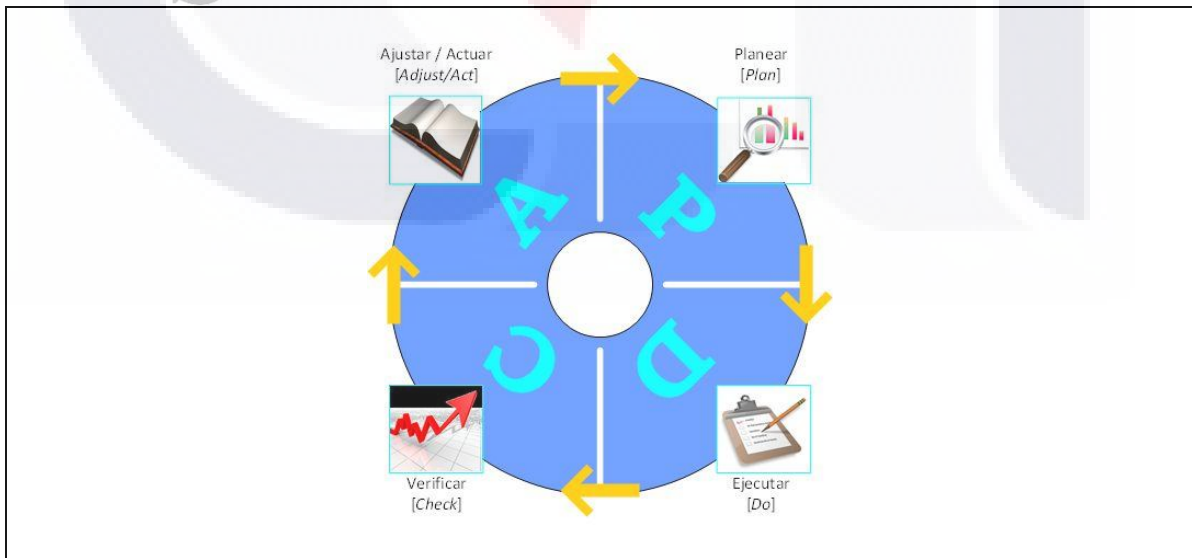 Ajustar / Actuar
[Adjust/Act]
Planear
[Plan]
A
P
C
D
Verificar
[Check]
Ejecutar
[Do]